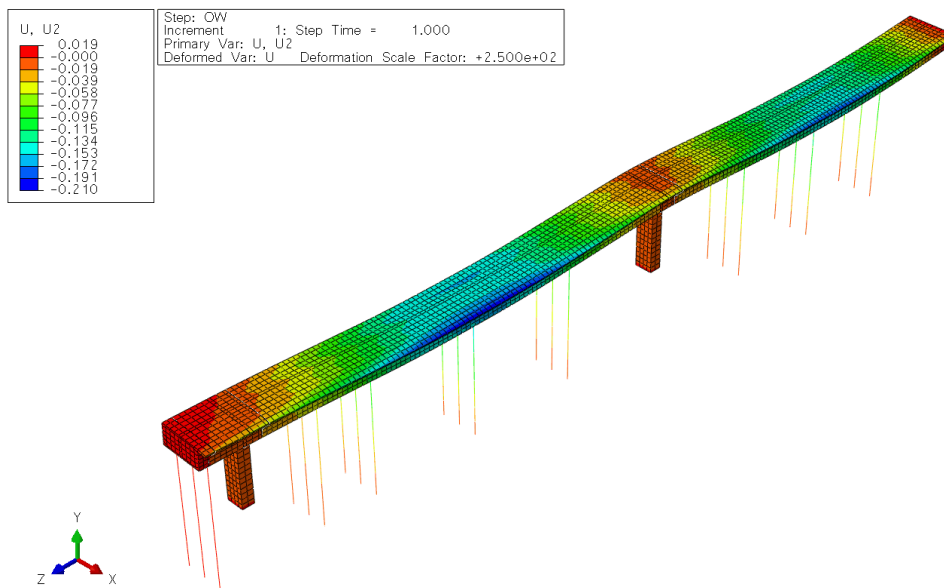 U, U2
0.019
-0.000
-0.019
-0.039
-0.058
-0.077
-0.096
-0.115
-0.134
-0.153
-0.172
-0.191
-0.210
Step: OW
Increment 1: Step Time = 1.000
Primary Var: U, U2
Deformed Var: U Deformation Scale Factor: +2.500e+02
Y
Z
X